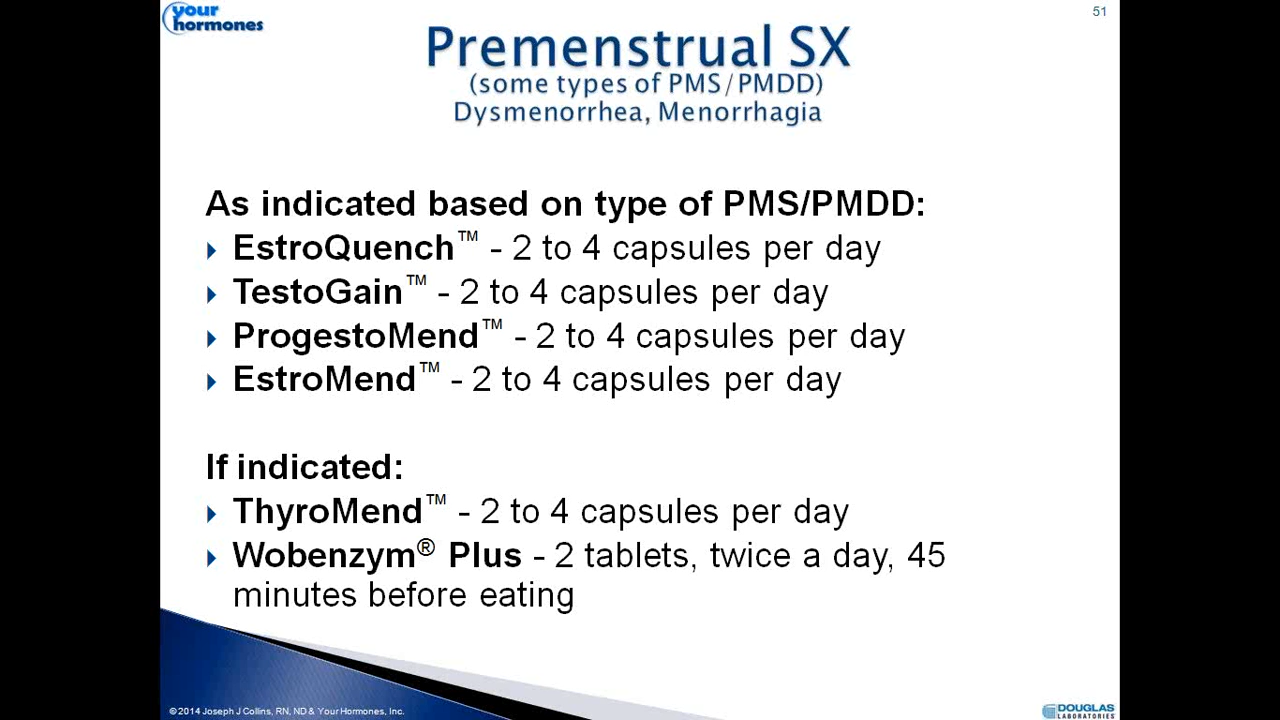 your
hormones
51
Premenstrual SX
(some types of PMS/PMDD)
Dysmenorrhea, Menorrhagia
As indicated based on type of PMS/PMDD:
EstroQuench™ - 2 to 4 capsules per day
TestoGain™ - 2 to 4 capsules per day
ProgestoMend™ - 2 to 4 capsules per day
EstroMend™ - 2 to 4 capsules per day
If indicated:
ThyroMend™ - 2 to 4 capsules per day
Wobenzym® Plus - 2 tablets, twice a day, 45
minutes before eating
© 2014 Joseph J Collins, RN, ND & Your Hormones, Inc.
DOUGLAS
LABORATORIES